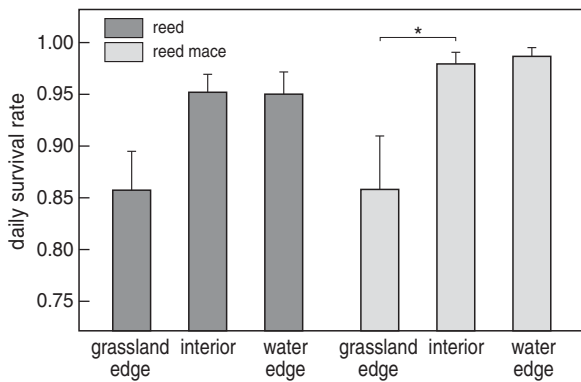 reed
reed mace
*
1.00
0.95
0.90
0.85
0.80
0.75
daily survival rate
grassland edge
interior
water edge
grassland edge
interior
water edge